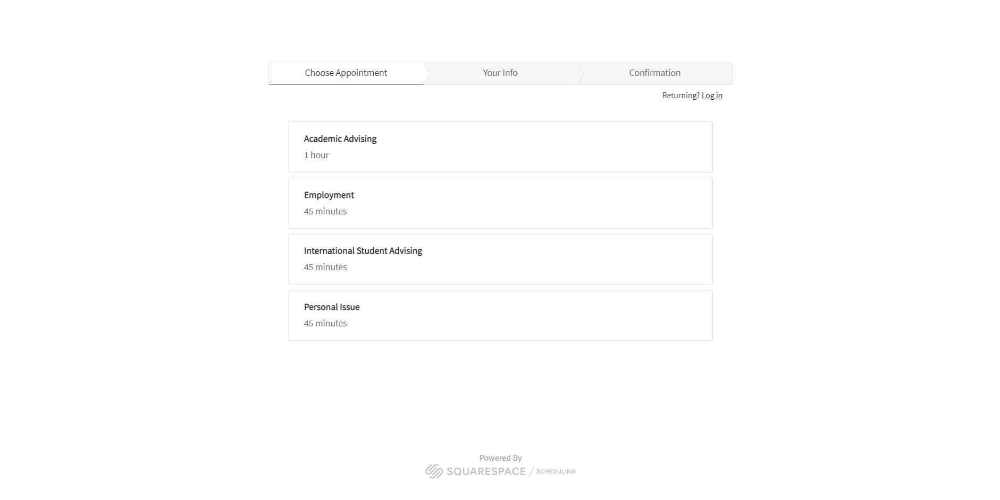 Choose Appointment
Your Info
Confirmation
Returning? Log in
Academic Advising
1 hour
Employment
45 minutes
International Student Advising
45 minutes
Personal Issue
45 minutes
Powered By
SQUARESPACE / SCHEDULING